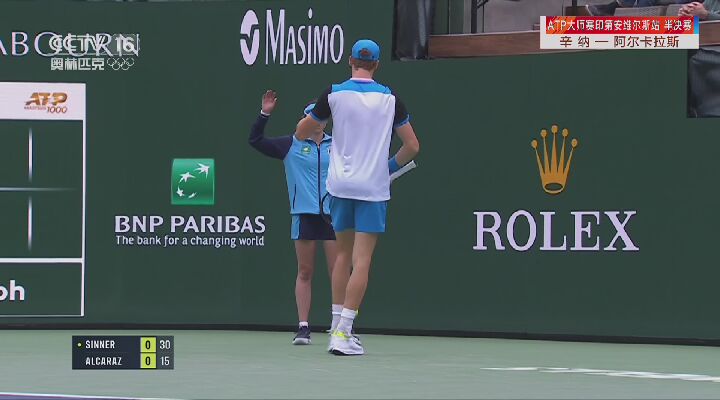 ABOURN
CCTV 16
奥林匹克
Masimo
ATP大师赛印第安维尔斯站 半决赛
辛 纳 — 阿尔卡拉斯
ATP
MASTERS 1000
BNP PARIBAS
The bank for a changing world
ROLEX
SINNER 0 30
ALCARAZ 0 15